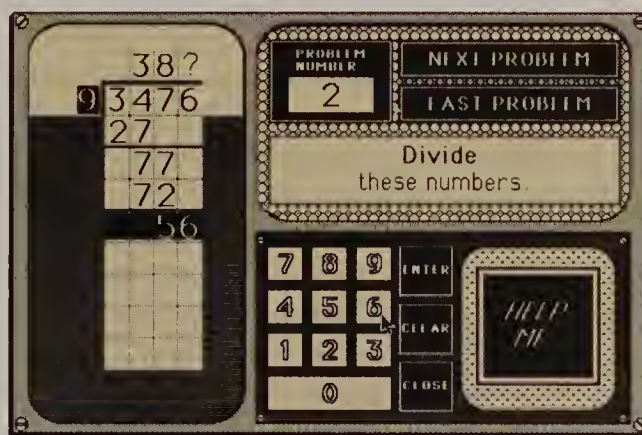 38?
9 3476
27
77
72
56
PROBLEM
NUMBER
2
NEXT PROBLEM
LAST PROBLEM
Divide
these numbers.
7 8 9 ENTER
4 5 6 CLEAR
1 2 3
0 CLOSE
HELP
ME